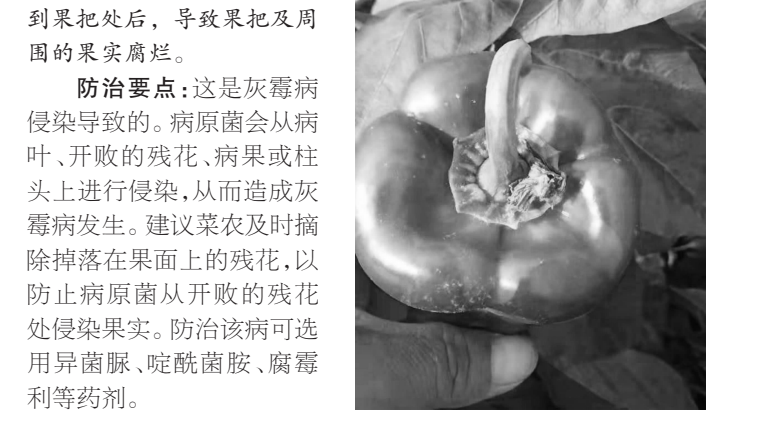 到果把处后，导致果把及周
围的果实腐烂。
防治要点：这是灰霉病
侵染导致的。病原菌会从病
叶、开败的残花、病果或柱
头上进行侵染，从而造成灰
霉病发生。建议菜农及时摘
除掉落在果面上的残花，以
防止病原菌从开败的残花
处侵染果实。防治该病可选
用异菌脲、啶酰菌胺、腐霉
利等药剂。